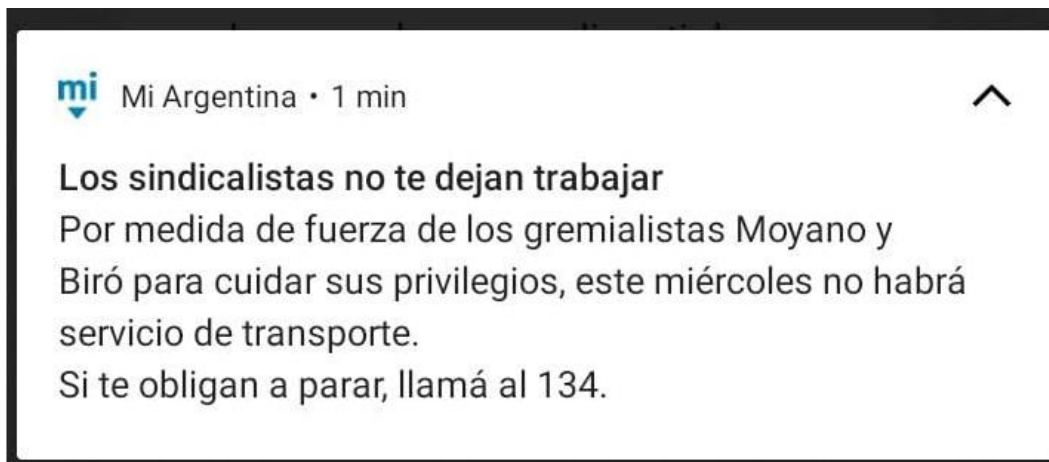 mi Mi Argentina • 1 min
Los sindicalistas no te dejan trabajar
Por medida de fuerza de los gremialistas Moyano y
Biró para cuidar sus privilegios, este miércoles no habrá
servicio de transporte.
Si te obligan a parar, llamá al 134.